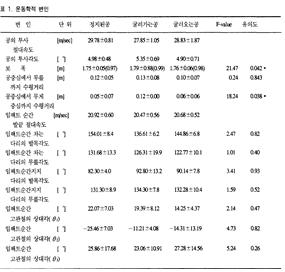 표 1. 운동학적 변인
변 인 단 위 정지된공 굴러가는공 굴러오는공 F-value 유의도
공의 투사 [m/sec] 29.78±0.81 27.85±1.05 28.83±1.87
절대속도
공의 투사각도 [ °] 4.98±0.48 5.35±0.69 4.90±0.71
보 폭 [m] 1.75±0.05(0.97) 1.79±0.88(0.99) 1.76±0.06(0.98) 21.47 0.042 *
공중심에서 무릎 [m] 0.12±0.05 0.13±0.08 0.10±0.07 0.24 0.843
까지 수평거리
공중심에서 무게 [m] 0.05±0.07 0.12±0.00 0.06±0.06 18.24 0.038 *
중심까지 수평거리
임팩트 순간 [m/sec] 20.92±0.60 20.47±0.56 20.68±0.52
발끝 절대속도
임팩트순간 차는 [ °] 154.01±8.4 136.61±6.2 144.86±6.8 2.47 0.82
다리의 발목각도
임팩트순간 차는 [ °] 131.68±13.3 126.31±19.9 122.77±10.1 1.01 0.40
다리의 무릎각도
임팩트순간지지 [ °] 82.30±4.0 92.80±13.2 90.14±7.8 3.41 0.93
다리의 발목각도
임팩트순간지지 [ °] 131.30±8.9 134.30±7.8 132.28±10.4 1.59 0.52
다리의 무릎각도
임팩트순간 [ °] 22.07±7.03 19.39±8.12 14.25±4.37 2.14 0.47
고관절의 상대각(θ₁)
임팩트순간 [ °] -25.46±7.03 -11.21±4.08 -14.31±13.19 4.73 0.82
고관절의 상대각(θ₂)
임팩트순간 [ °] 25.86±17.68 23.06±10.91 27.28±14.56 5.24 0.26